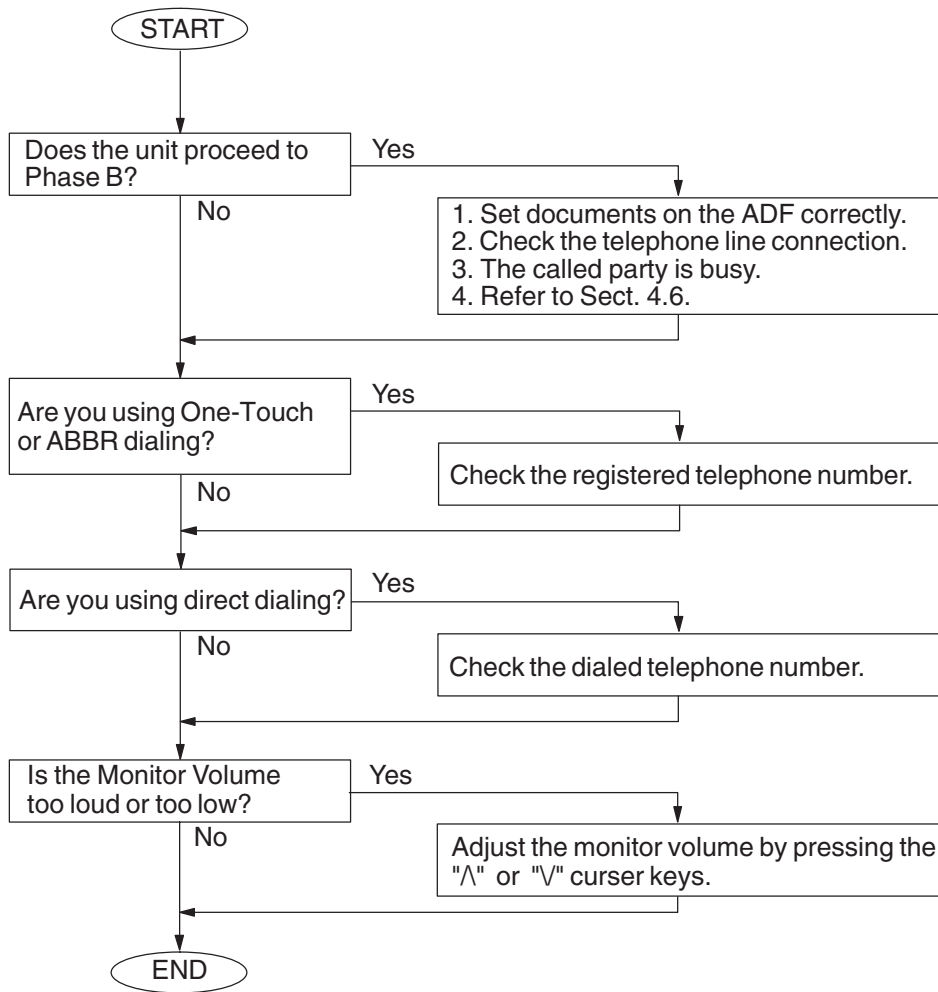 START
Does the unit proceed to
Phase B?
Yes
No
1. Set documents on the ADF correctly.
2. Check the telephone line connection.
3. The called party is busy.
4. Refer to Sect. 4.6.
Are you using One-Touch
or ABBR dialing?
Yes
No
Check the registered telephone number.
Are you using direct dialing?
Yes
No
Check the dialed telephone number.
Is the Monitor Volume
too loud or too low?
Yes
No
Adjust the monitor volume by pressing the
"/\" or "\/" curser keys.
END